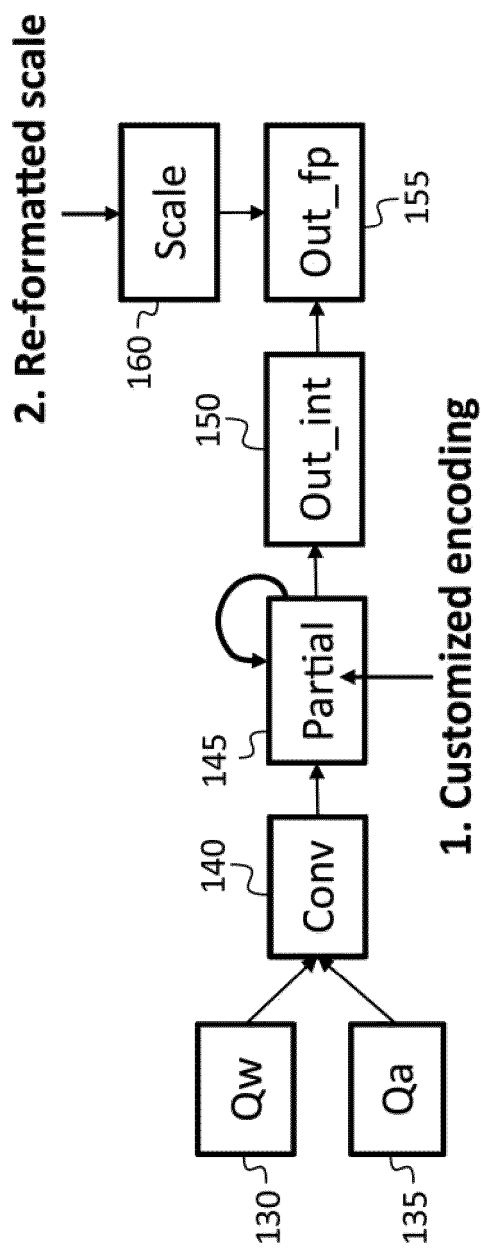 2. Re-formatted scale
Scale
160
Qw
130
Conv
140
Partial
145
Out_int
150
Out_fp
155
Qa
135
1. Customized encoding